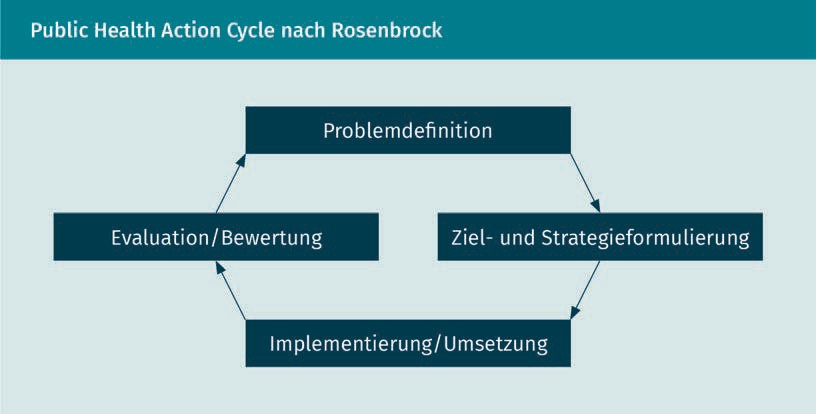 Public Health Action Cycle nach Rosenbrock
Problemdefinition
Evaluation/Bewertung
Ziel- und Strategieformulierung
Implementierung/Umsetzung